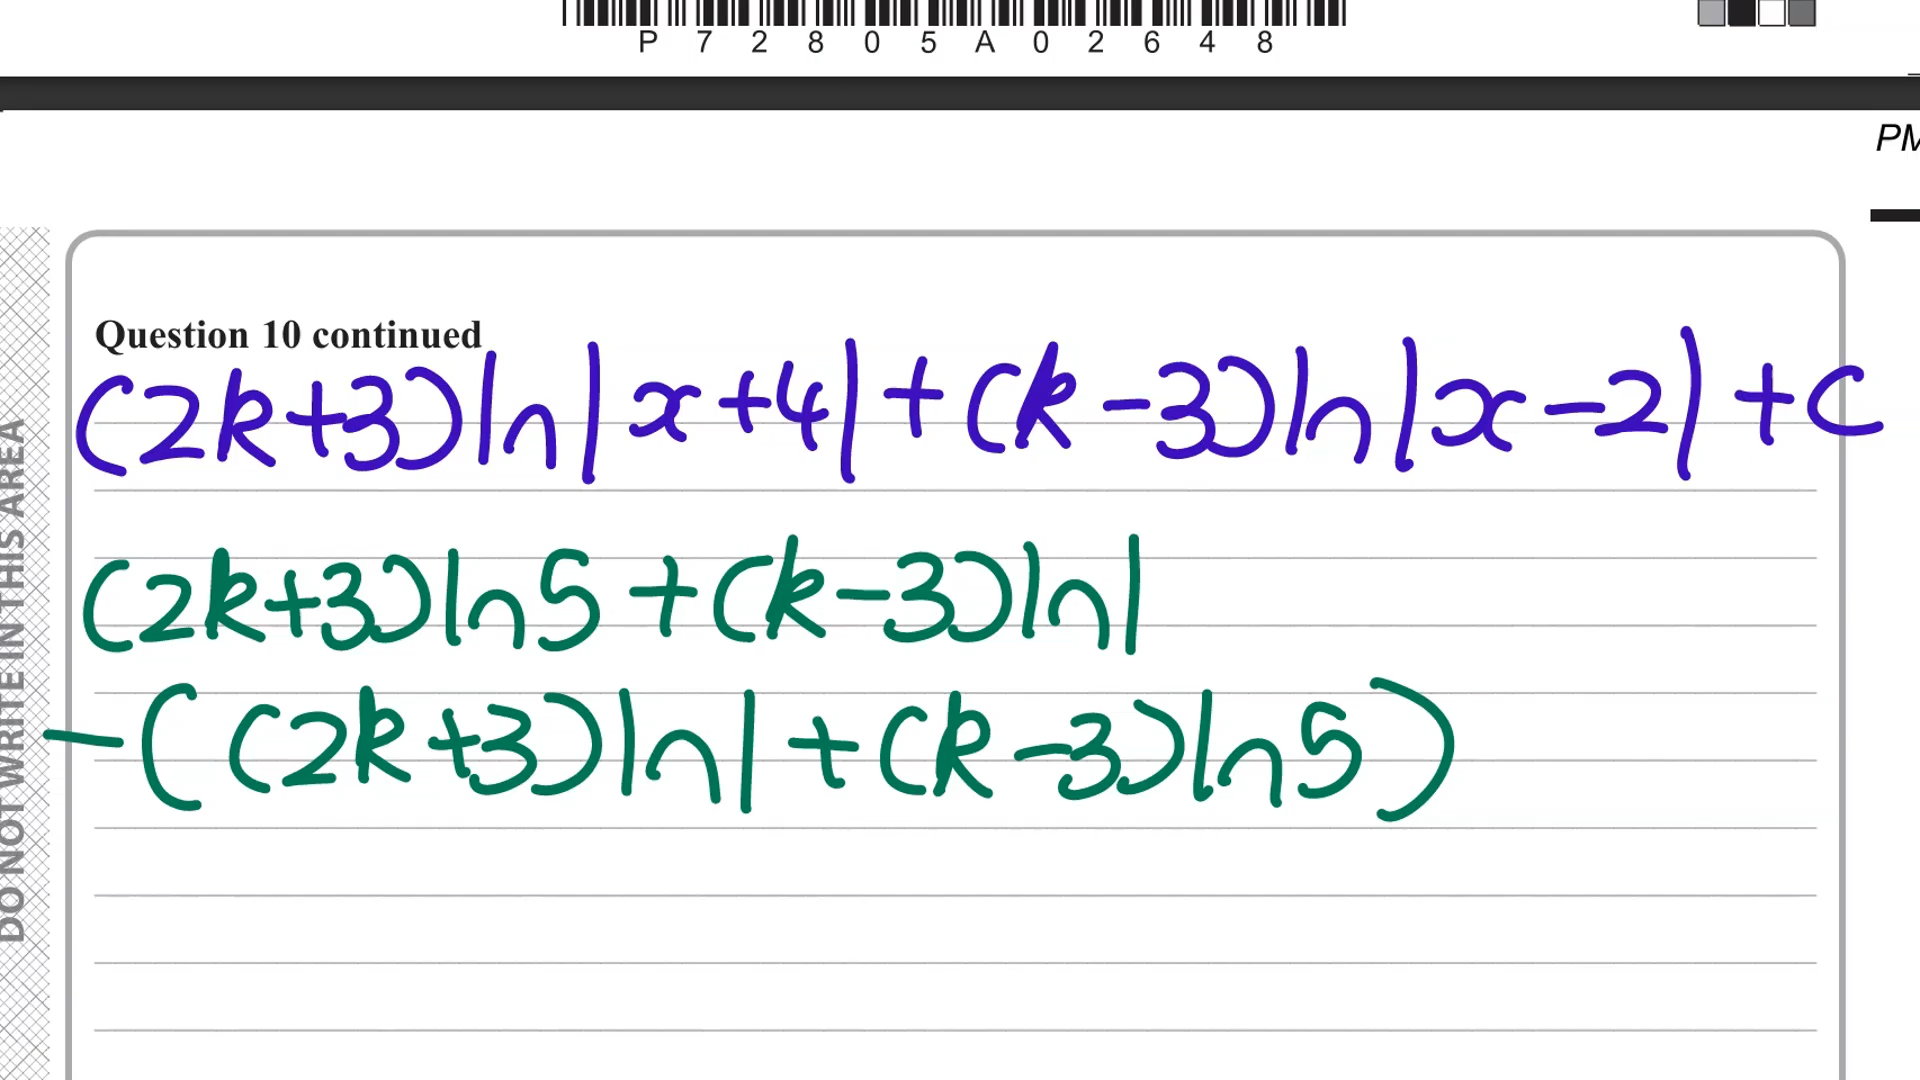 P 7 2 8 0 5 A 0 2 6 4 8
PM
DO NOT WRITE IN THIS AREA
Question 10 continued
(2k+3)ln|x+4|+(k-3)ln|x-2|+c
(2k+3)ln5+(k-3)ln1
-((2k+3)ln1+(k-3)ln5)